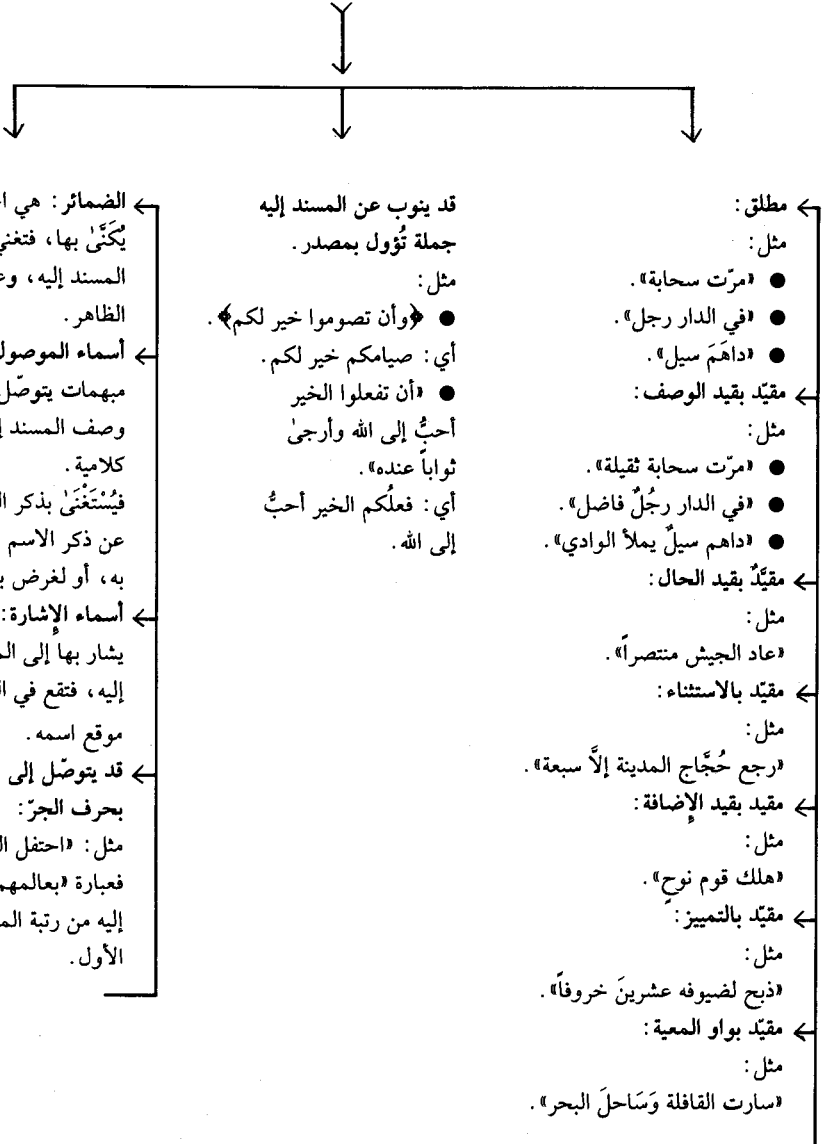 مطلق:
مثل:
● «مرّت سحابة».
● «في الدار رجل».
● «داهَمَ سيل».
مقيّد بقيد الوصف:
مثل:
● «مرّت سحابة ثقيلة».
● «في الدار رجُلٌ فاضل».
● «داهم سيلٌ يملأ الوادي».
مقيَّدٌ بقيد الحال:
مثل:
«عاد الجيش منتصراً».
مقيّد بالاستثناء:
مثل:
«رجع حُجَّاج المدينة إلاَّ سبعة».
مقيد بقيد الإِضافة:
مثل:
«هلك قوم نوحٍ».
مقيّد بالتمييز:
مثل:
«ذبح لضيوفه عشرينَ خروفاً».
مقيّد بواو المعية:
مثل:
«سارت القافلة وَسَاحلَ البحر».
قد ينوب عن المسند إليه
جملة تُؤول بمصدر.
مثل:
● ﴿وأن تصوموا خير لكم﴾.
أي: صيامكم خير لكم.
● «أن تفعلوا الخير
أحبُّ إلى الله وأرجىٰ
ثواباً عنده».
أي: فعلُكم الخير أحبُّ
إلى الله.
الضمائر: هي
يُكَنَّىٰ بها، فتغني
المسند إليه،
الظاهر.
أسماء الموصول
مبهمات يتوصّل
وصف المسند
كلامية.
فيُسْتَغْنَىٰ بذكر
عن ذكر الاسم
به، أو لغرض
أسماء الإِشارة:
يشار بها إلى
إليه، فتقع في
موقع اسمه.
قد يتوصّل إلى
بحرف الجرّ:
مثل: «احتفل
فعبارة «بعالمهم
إليه من رتبة
الأول.